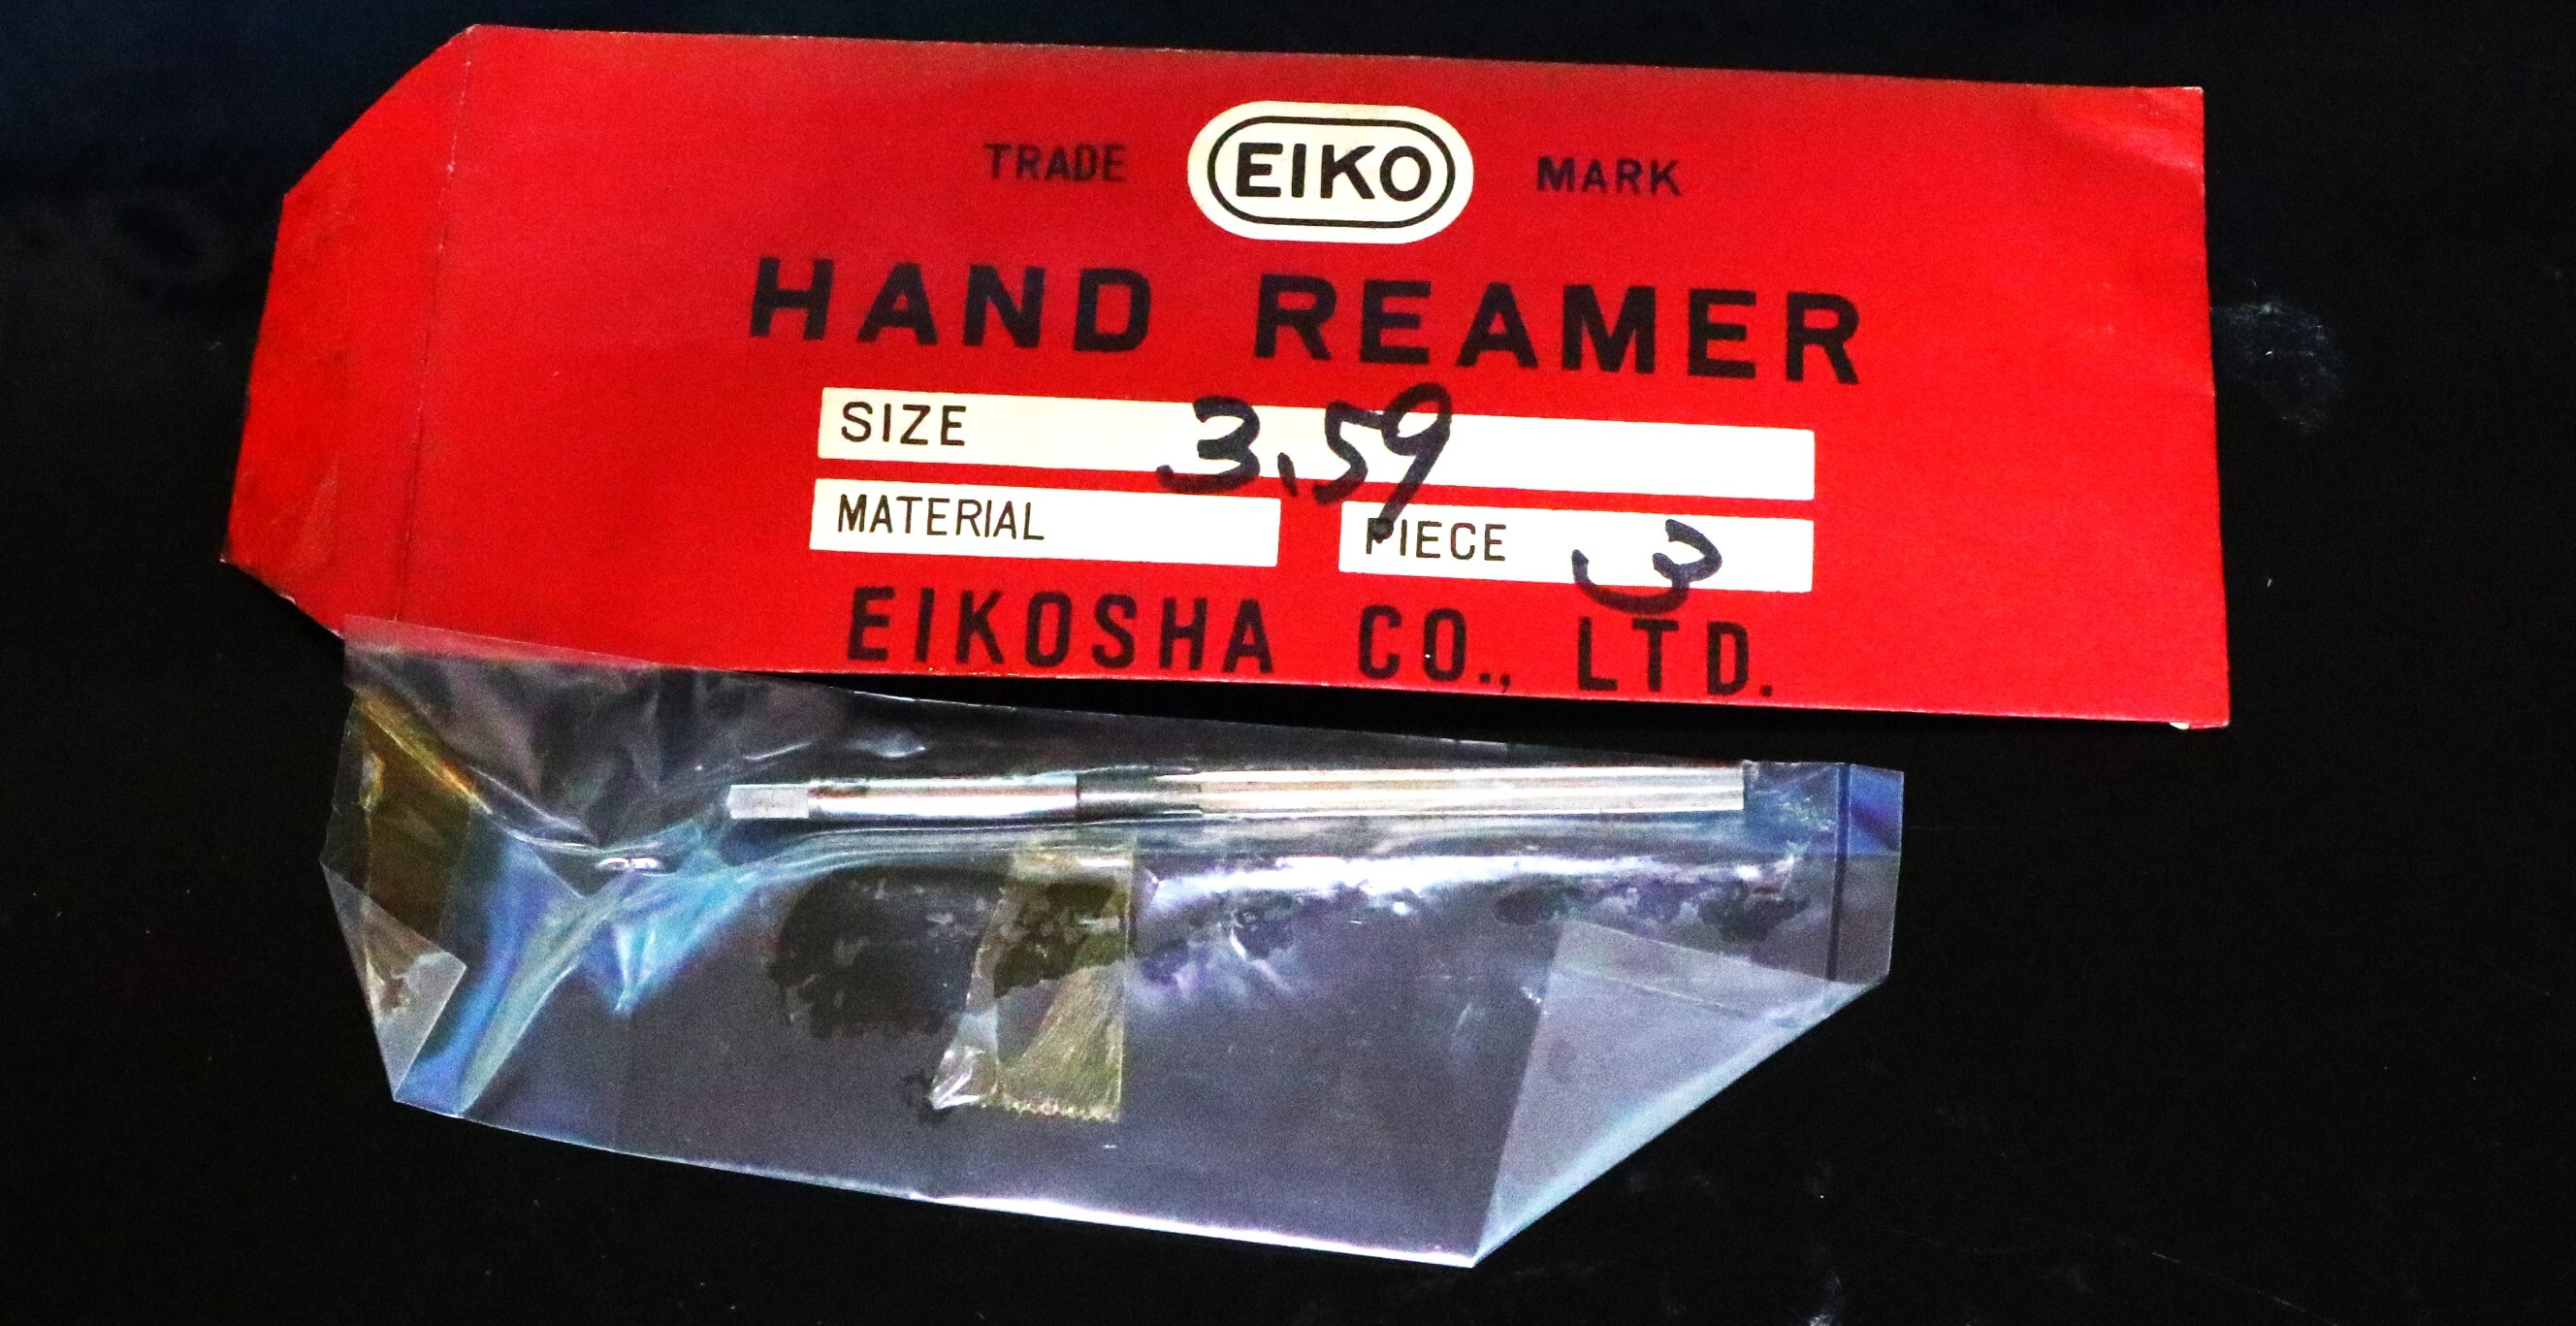 TRADE EIKO MARK
HAND REAMER
SIZE 3.59
MATERIAL PIECE 3
EIKOSHA CO., LTD.